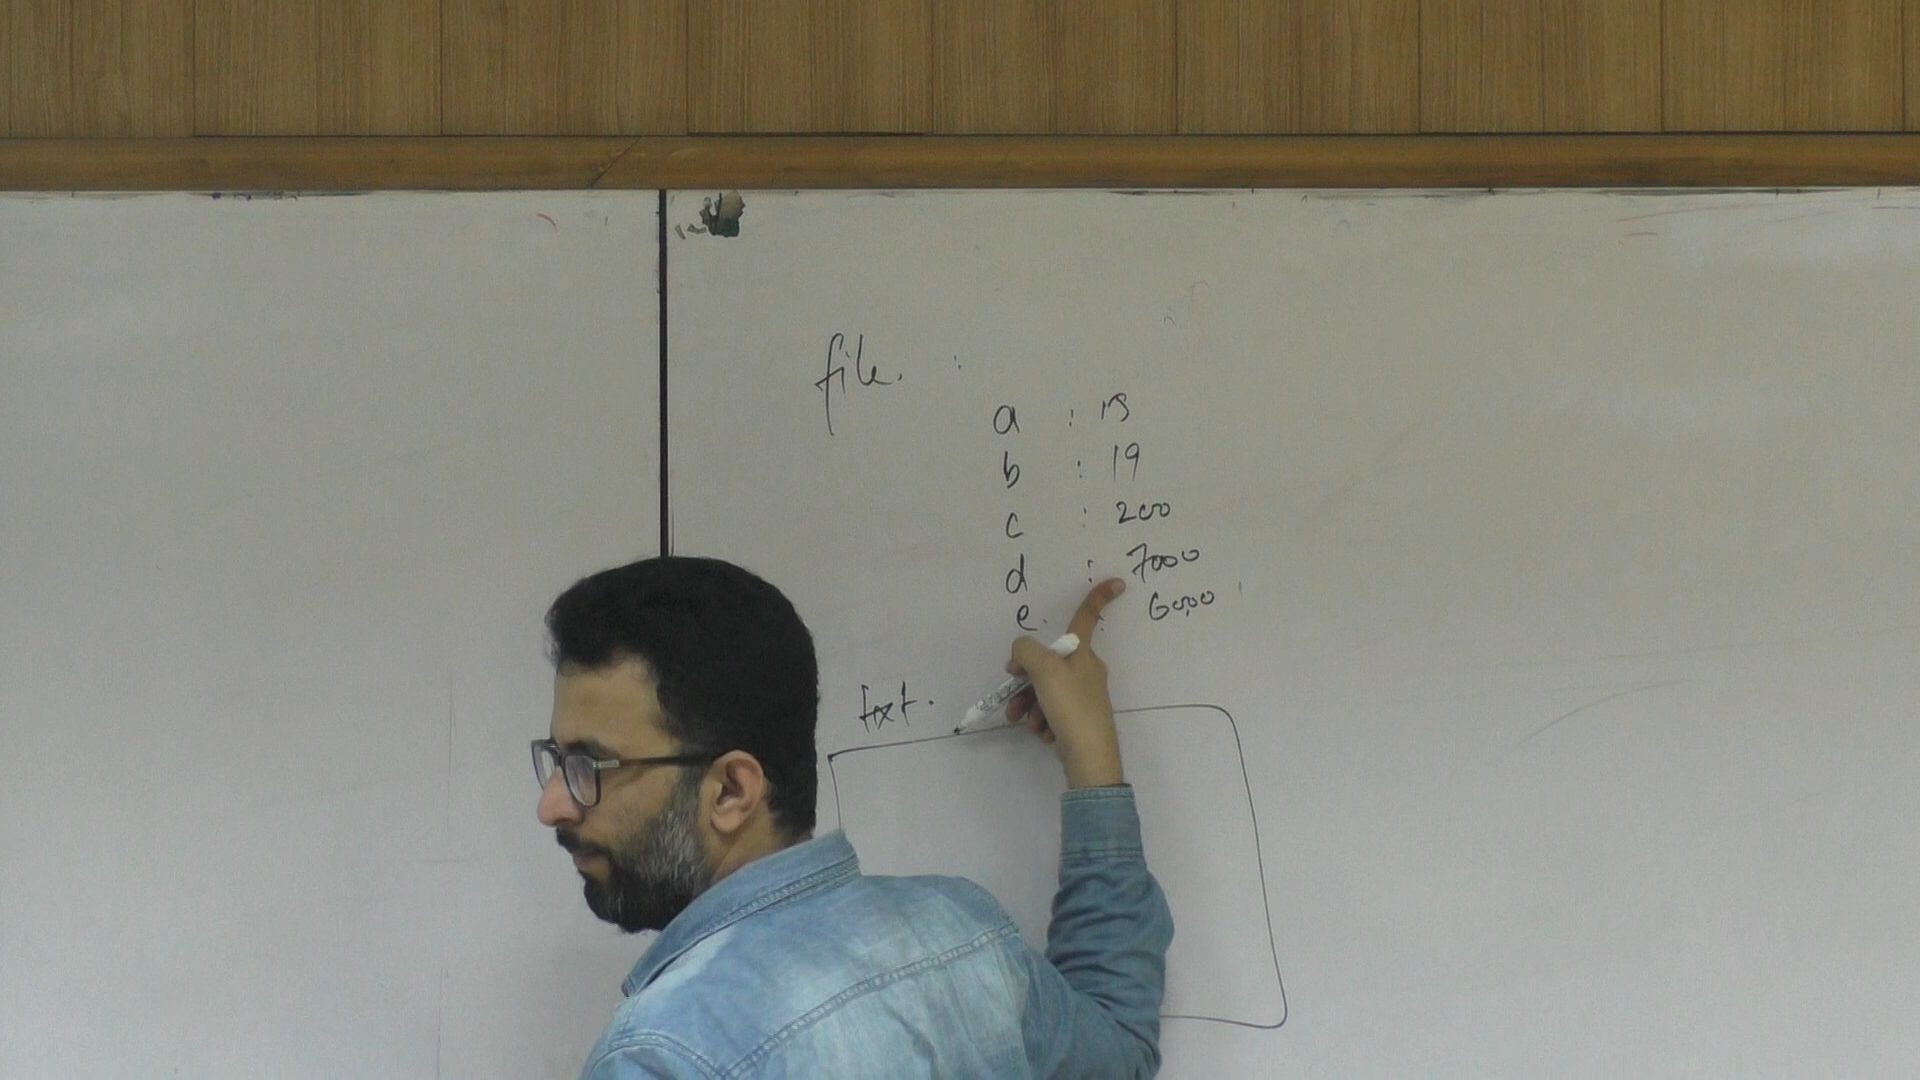 file. :
a : 15
b : 19
c : 200
d : 7000
e. : 6000
txt.